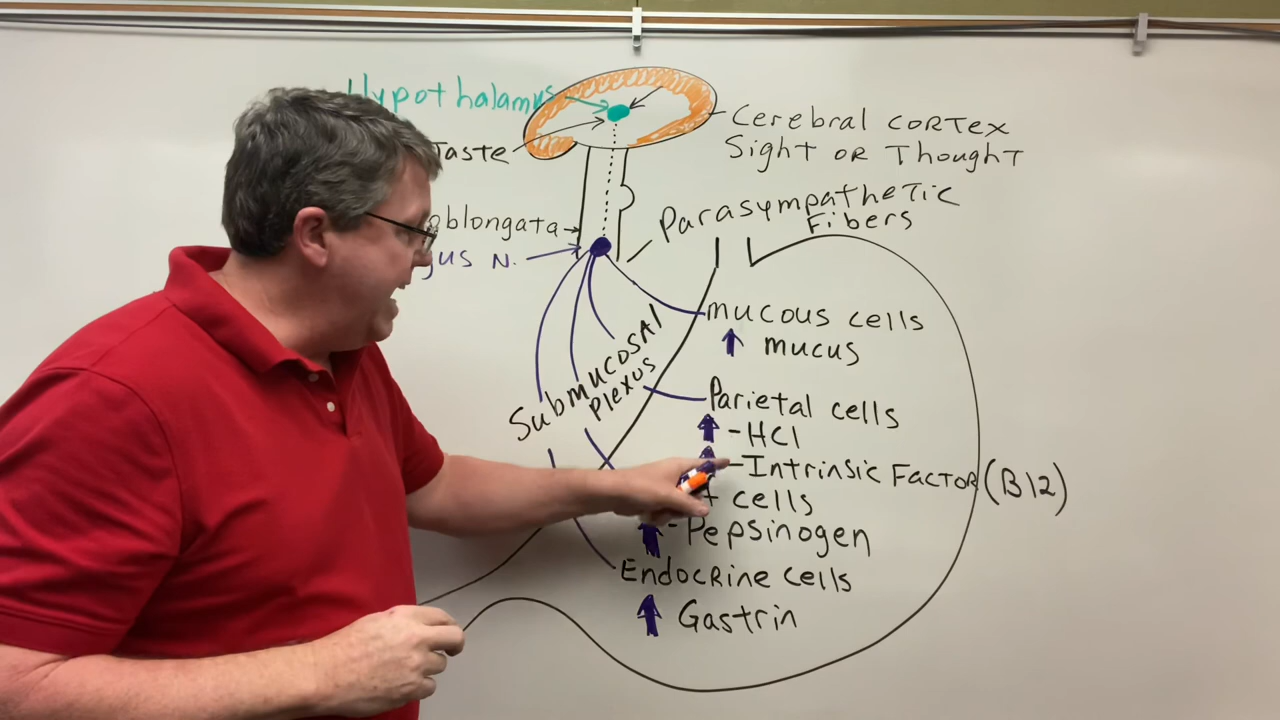 Hypothalamus
Taste
Cerebral Cortex
Sight or Thought
oblongata
gus N.
Parasympathetic
Fibers
mucous cells
mucus
Submucosal
Plexus
Parietal cells
-HCl
-Intrinsic Factor (B12)
cells
-Pepsinogen
Endocrine cells
Gastrin